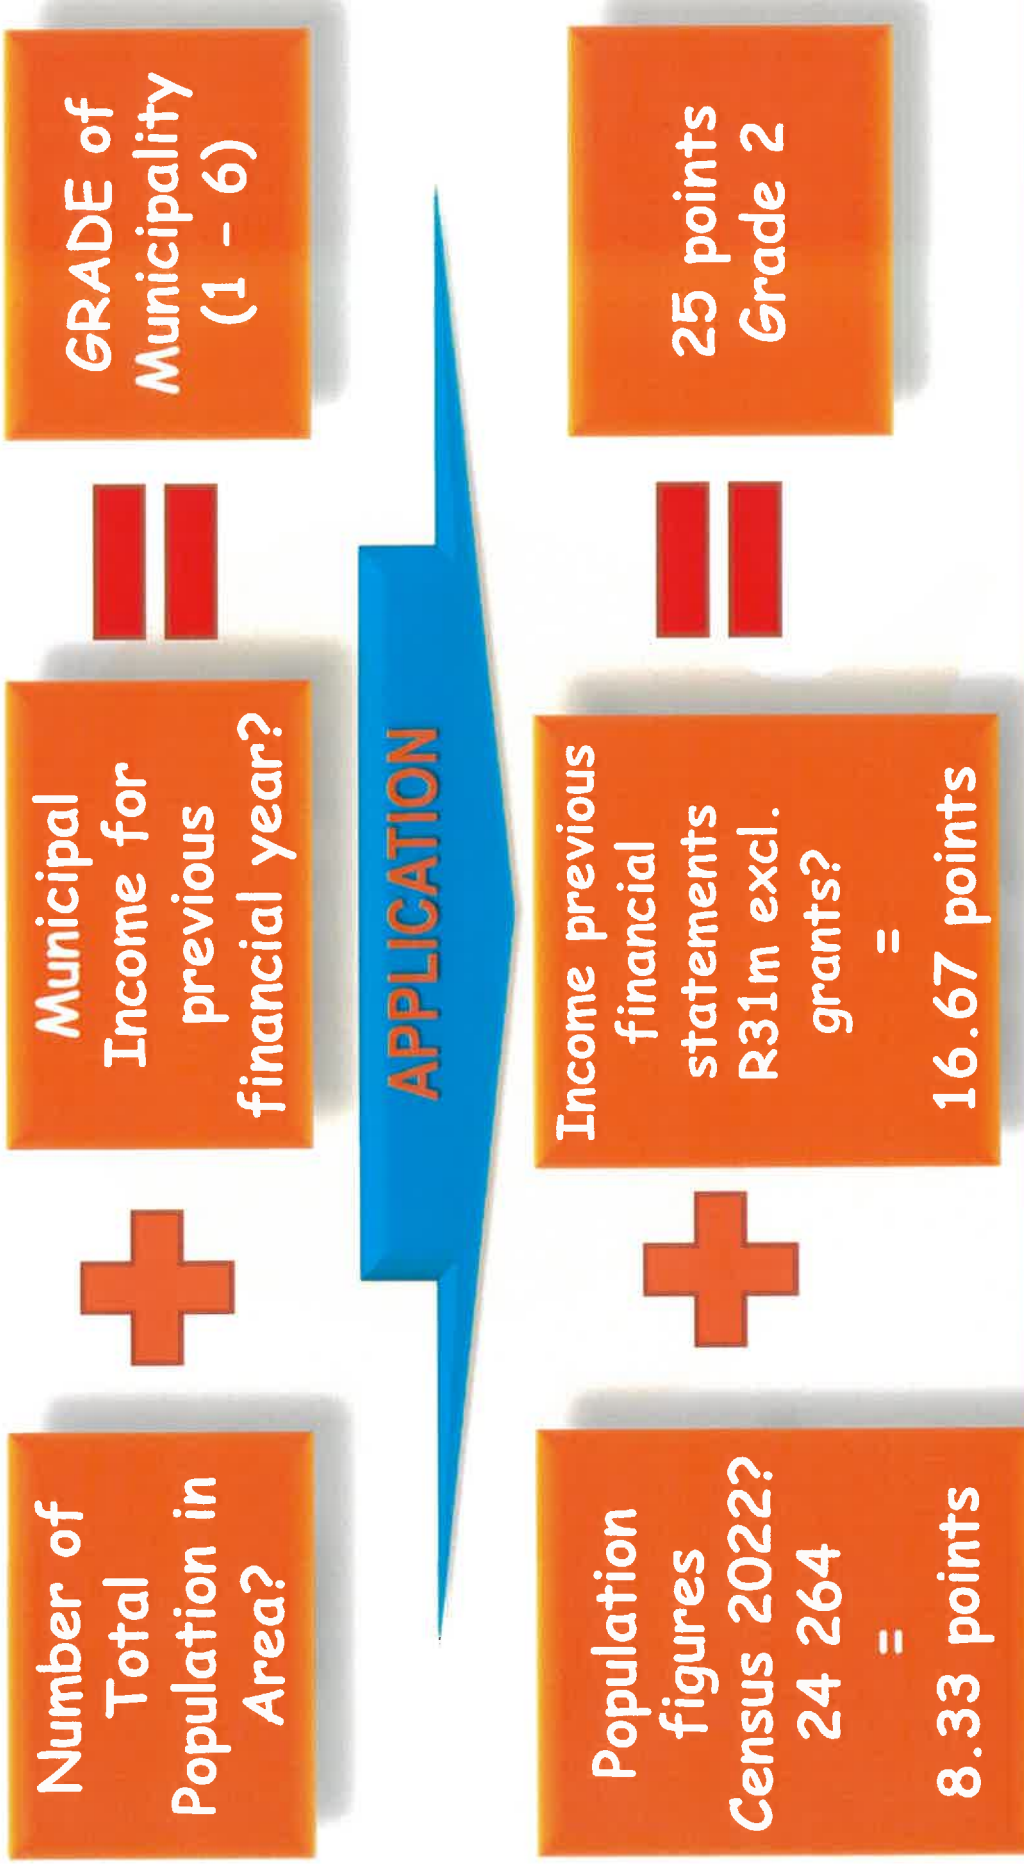 Number of
Total
Population in
Area?
Municipal
Income for
previous
financial year?
GRADE of
Municipality
(1 - 6)
APPLICATION
Population
figures
Census 2022?
24 264
=
8.33 points
Income previous
financial
statements
R31m excl.
grants?
=
16.67 points
25 points
Grade 2